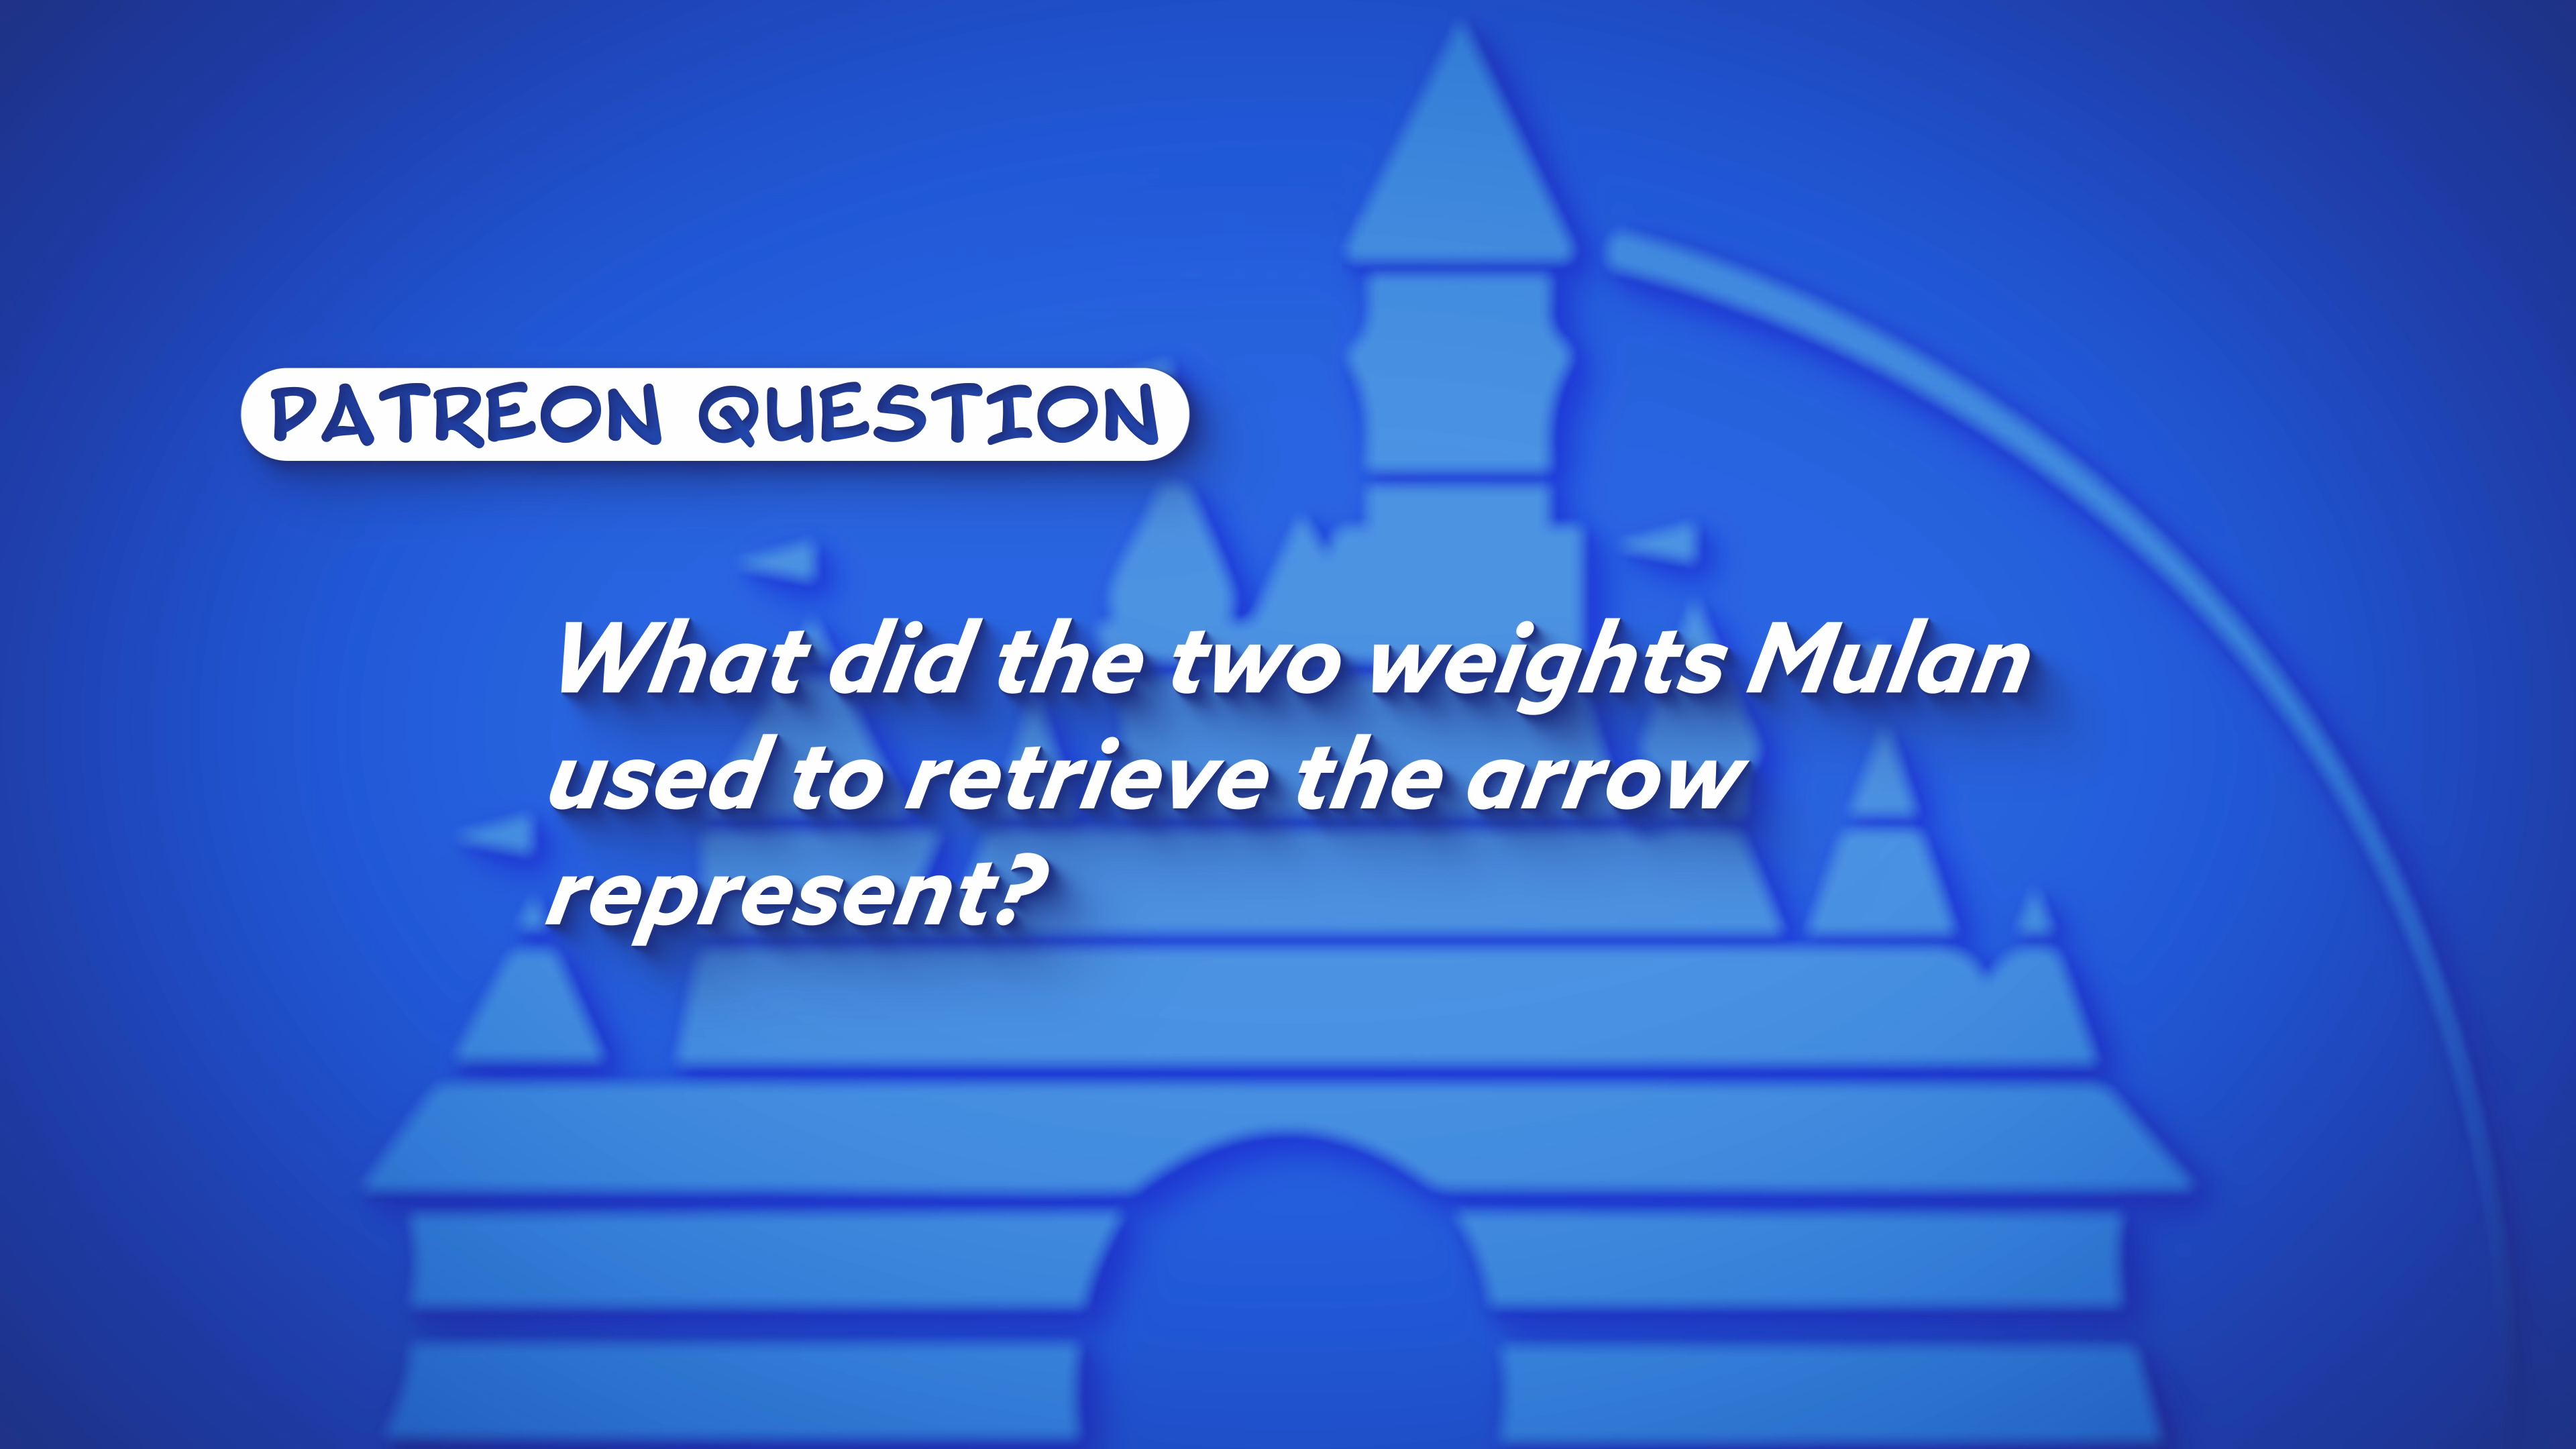 PATREON QUESTION
What did the two weights Mulan
used to retrieve the arrow
represent?